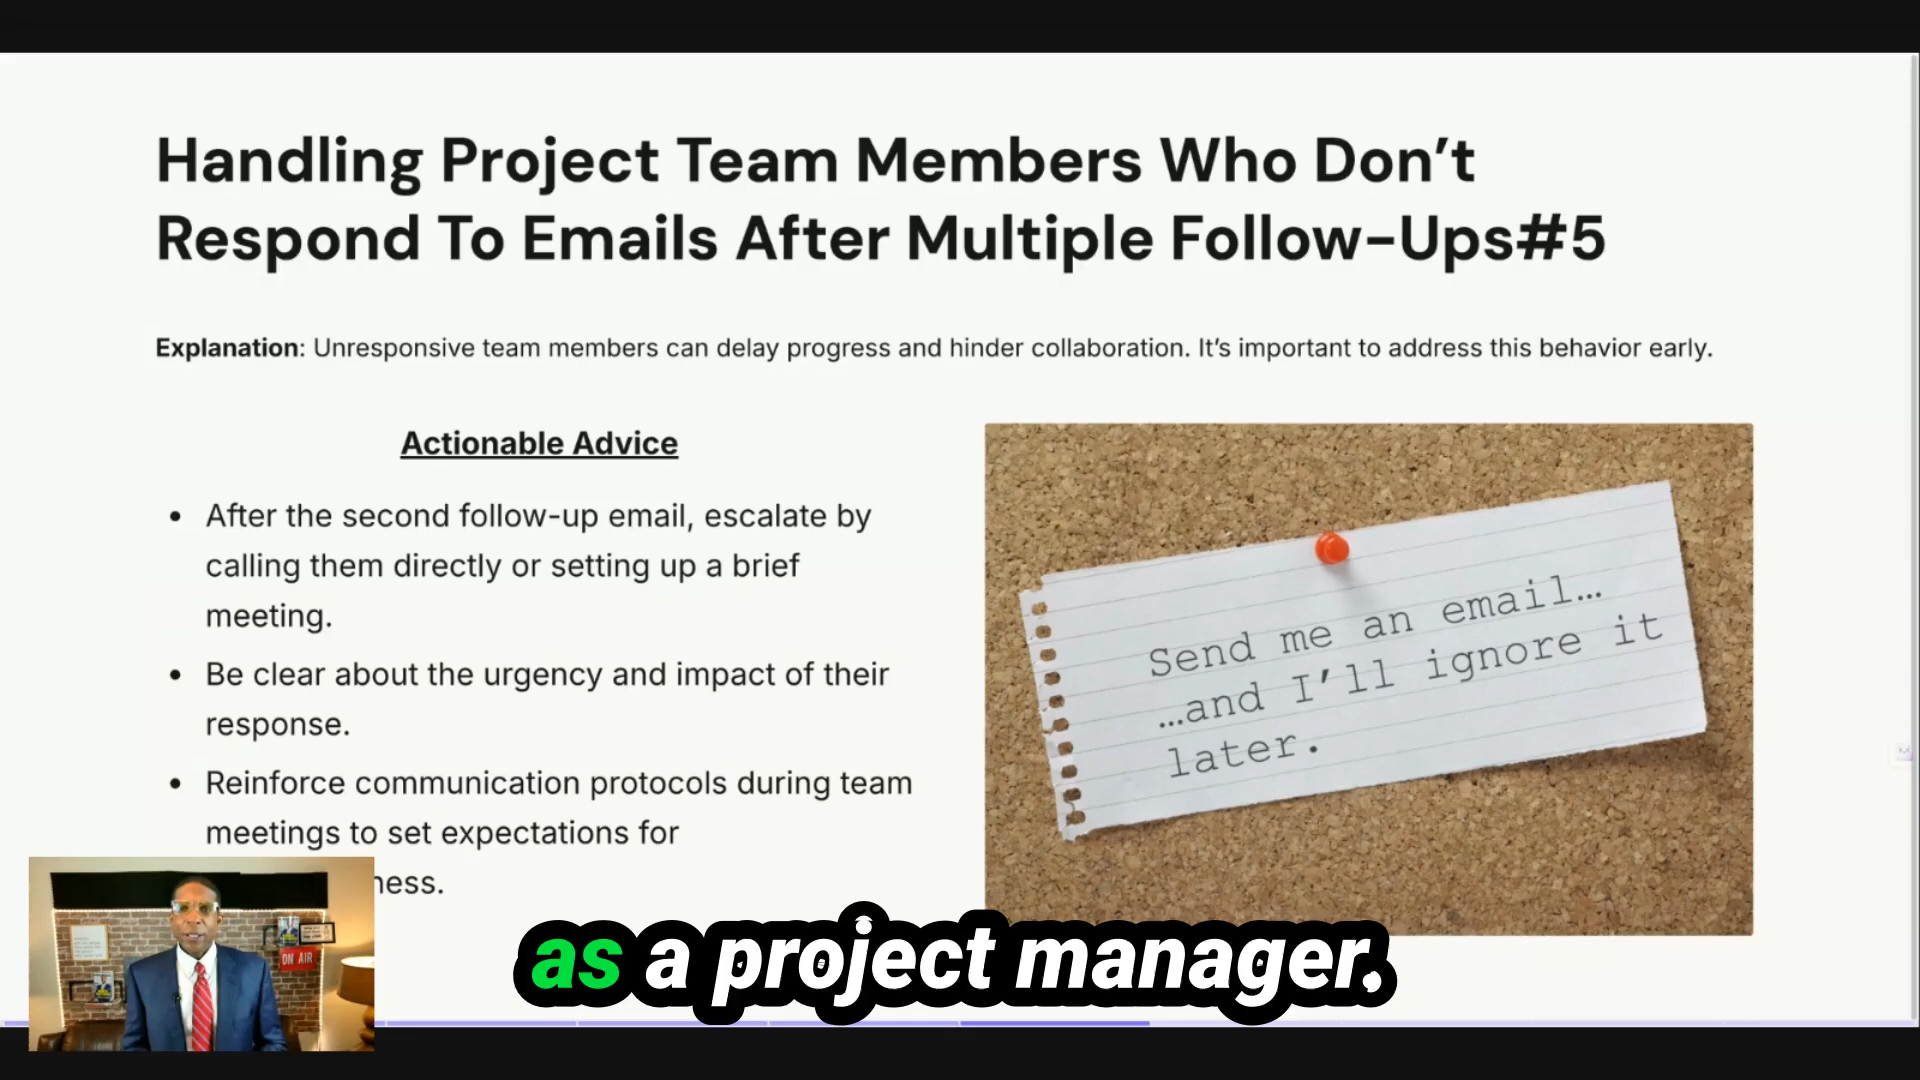 Handling Project Team Members Who Don’t
Respond To Emails After Multiple Follow-Ups#5
Explanation: Unresponsive team members can delay progress and hinder collaboration. It’s important to address this behavior early.
Actionable Advice
• After the second follow-up email, escalate by
calling them directly or setting up a brief
meeting.
• Be clear about the urgency and impact of their
response.
• Reinforce communication protocols during team
meetings to set expectations for
ness.
Send me an email…
…and I’ll ignore it
later.
ON AIR
as a project manager.